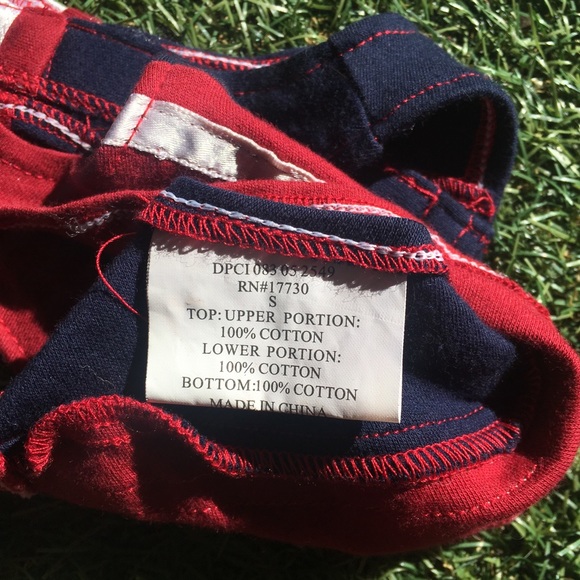 DPCI 083 05 2549
RN#17730
S
TOP: UPPER PORTION:
100% COTTON
LOWER PORTION:
100% COTTON
BOTTOM:100% COTTON
MADE IN CHINA